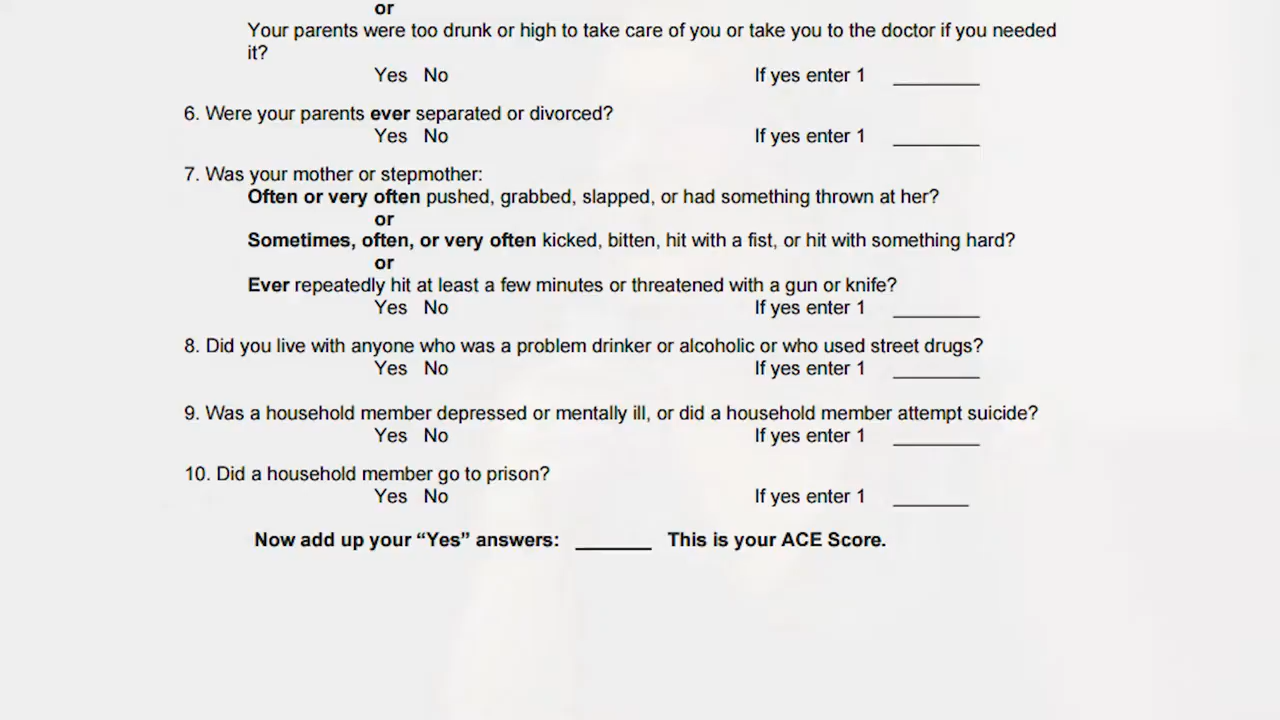 or
Your parents were too drunk or high to take care of you or take you to the doctor if you needed
it?
Yes No If yes enter 1 ________
6. Were your parents ever separated or divorced?
Yes No If yes enter 1 ________
7. Was your mother or stepmother:
Often or very often pushed, grabbed, slapped, or had something thrown at her?
or
Sometimes, often, or very often kicked, bitten, hit with a fist, or hit with something hard?
or
Ever repeatedly hit at least a few minutes or threatened with a gun or knife?
Yes No If yes enter 1 ________
8. Did you live with anyone who was a problem drinker or alcoholic or who used street drugs?
Yes No If yes enter 1 ________
9. Was a household member depressed or mentally ill, or did a household member attempt suicide?
Yes No If yes enter 1 ________
10. Did a household member go to prison?
Yes No If yes enter 1 _______
Now add up your “Yes” answers: _______ This is your ACE Score.